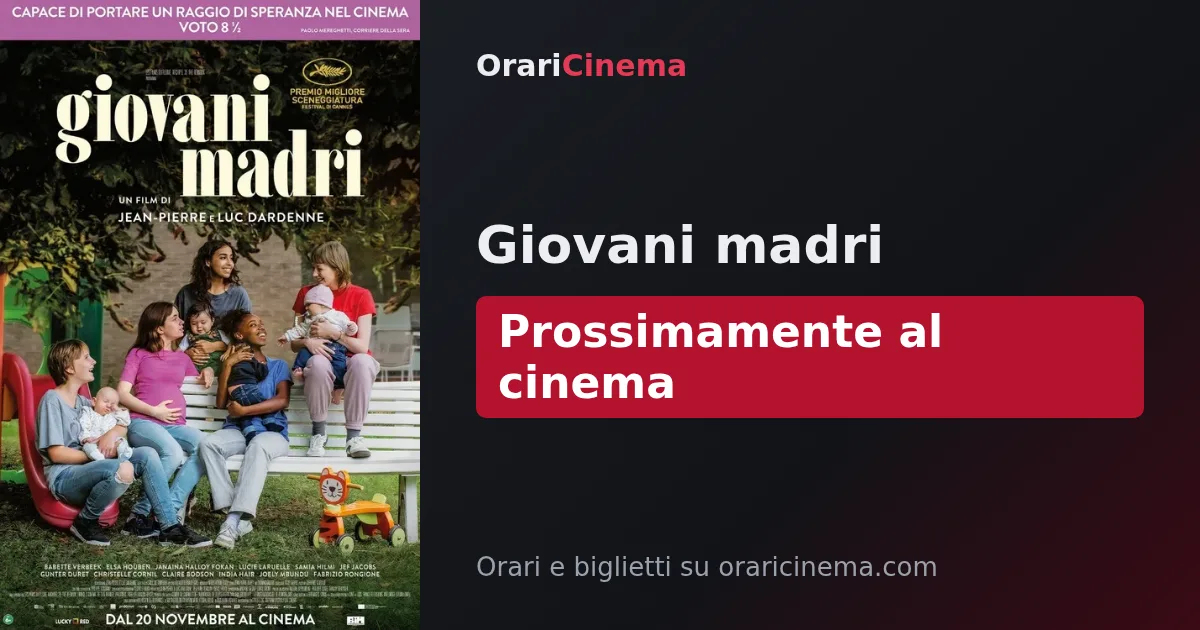 CAPACE DI PORTARE UN RAGGIO DI SPERANZA NEL CINEMA
VOTO 8 ½
PAOLO MEREGHETTI, CORRIERE DELLA SERA
PREMIO MIGLIORE
SCENEGGIATURA
FESTIVAL DI CANNES
giovani
madri
UN FILM DI
JEAN-PIERRE E LUC DARDENNE
BABETTE VERBEEK ELSA HOUBEN JANAINA HALLOY FOKAN LUCIE LARUELLE SAMIA HILMI JEF JACOBS
GUNTER DURET CHRISTELLE CORNIL CLAIRE BODSON INDIA HAIR JOELY MBUNDU FABRIZIO RONGIONE
LUCKY RED
DAL 20 NOVEMBRE AL CINEMA
OrariCinema
Giovani madri
Prossimamente al
cinema
Orari e biglietti su oraricinema.com